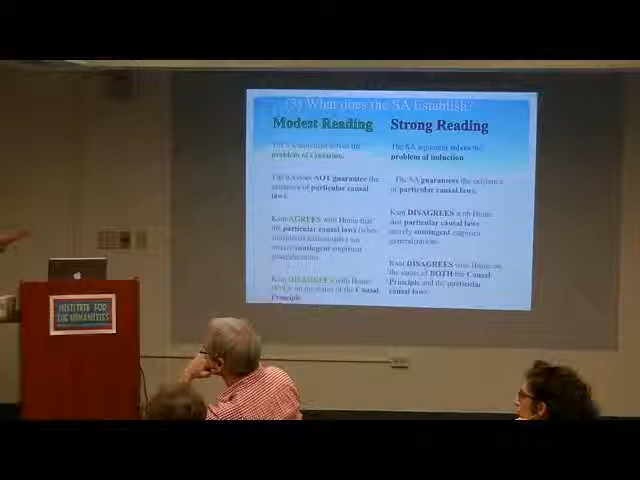 (3) What does the SA Establish?
Modest Reading
The SA argument solves the
problem of causation.
The SA does NOT guarantee the
existence of particular causal
laws.
Kant AGREES with Hume that
the particular causal laws
merely contingent empirical
generalizations.
Kant DISAGREES with Hume
on the status of the Causal
Principle
Strong Reading
The SA argument solves the
problem of induction
The SA guarantees the existence
of particular causal laws.
Kant DISAGREES with Hume
that particular causal laws
merely contingent empirical
generalizations.
Kant DISAGREES with Hume on
the status of BOTH the Causal
Principle and the particular
causal laws.
INSTITUTE FOR
THE HUMANITIES